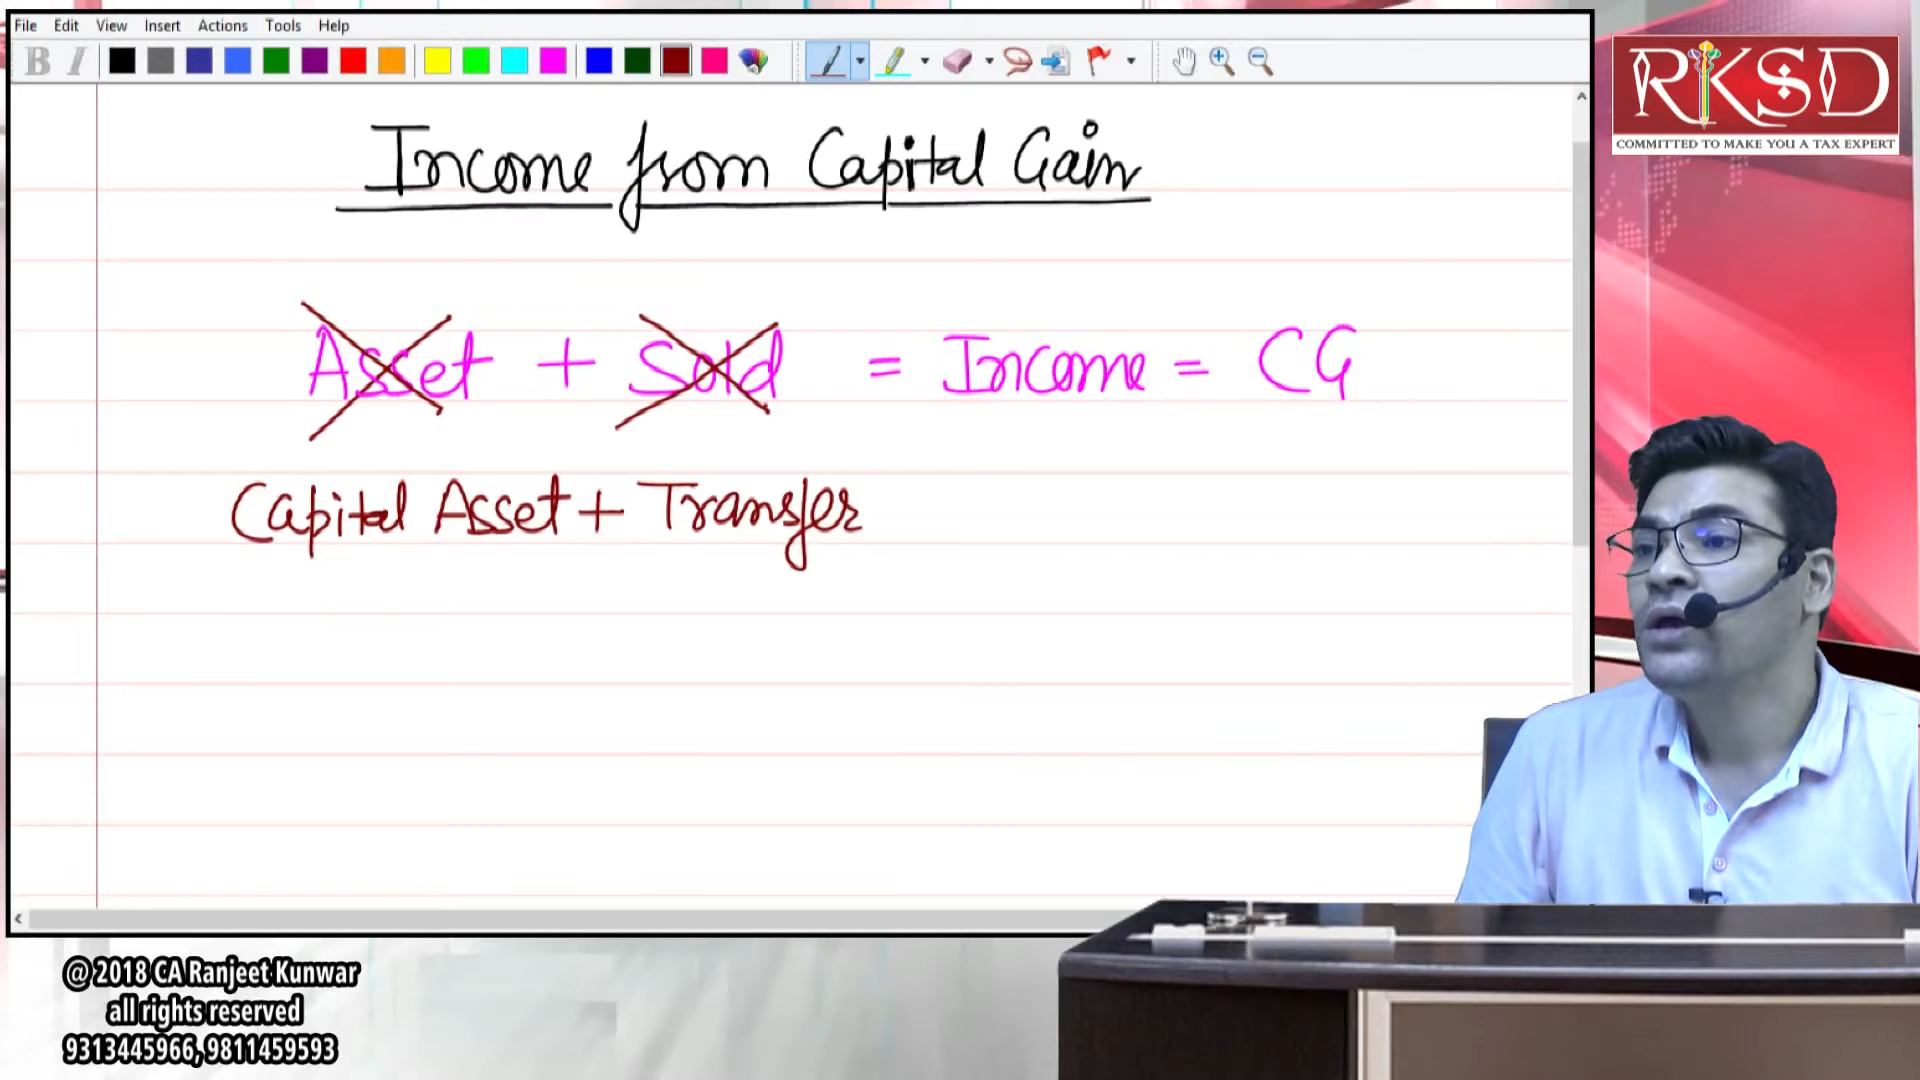 File Edit View Insert Actions Tools Help
B I
RKSD
COMMITTED TO MAKE YOU A TAX EXPERT
Income from Capital Gain
Asset + Sold = Income = CG
Capital Asset + Transfer
@ 2018 CA Ranjeet Kunwar
all rights reserved
9313445966, 9811459593